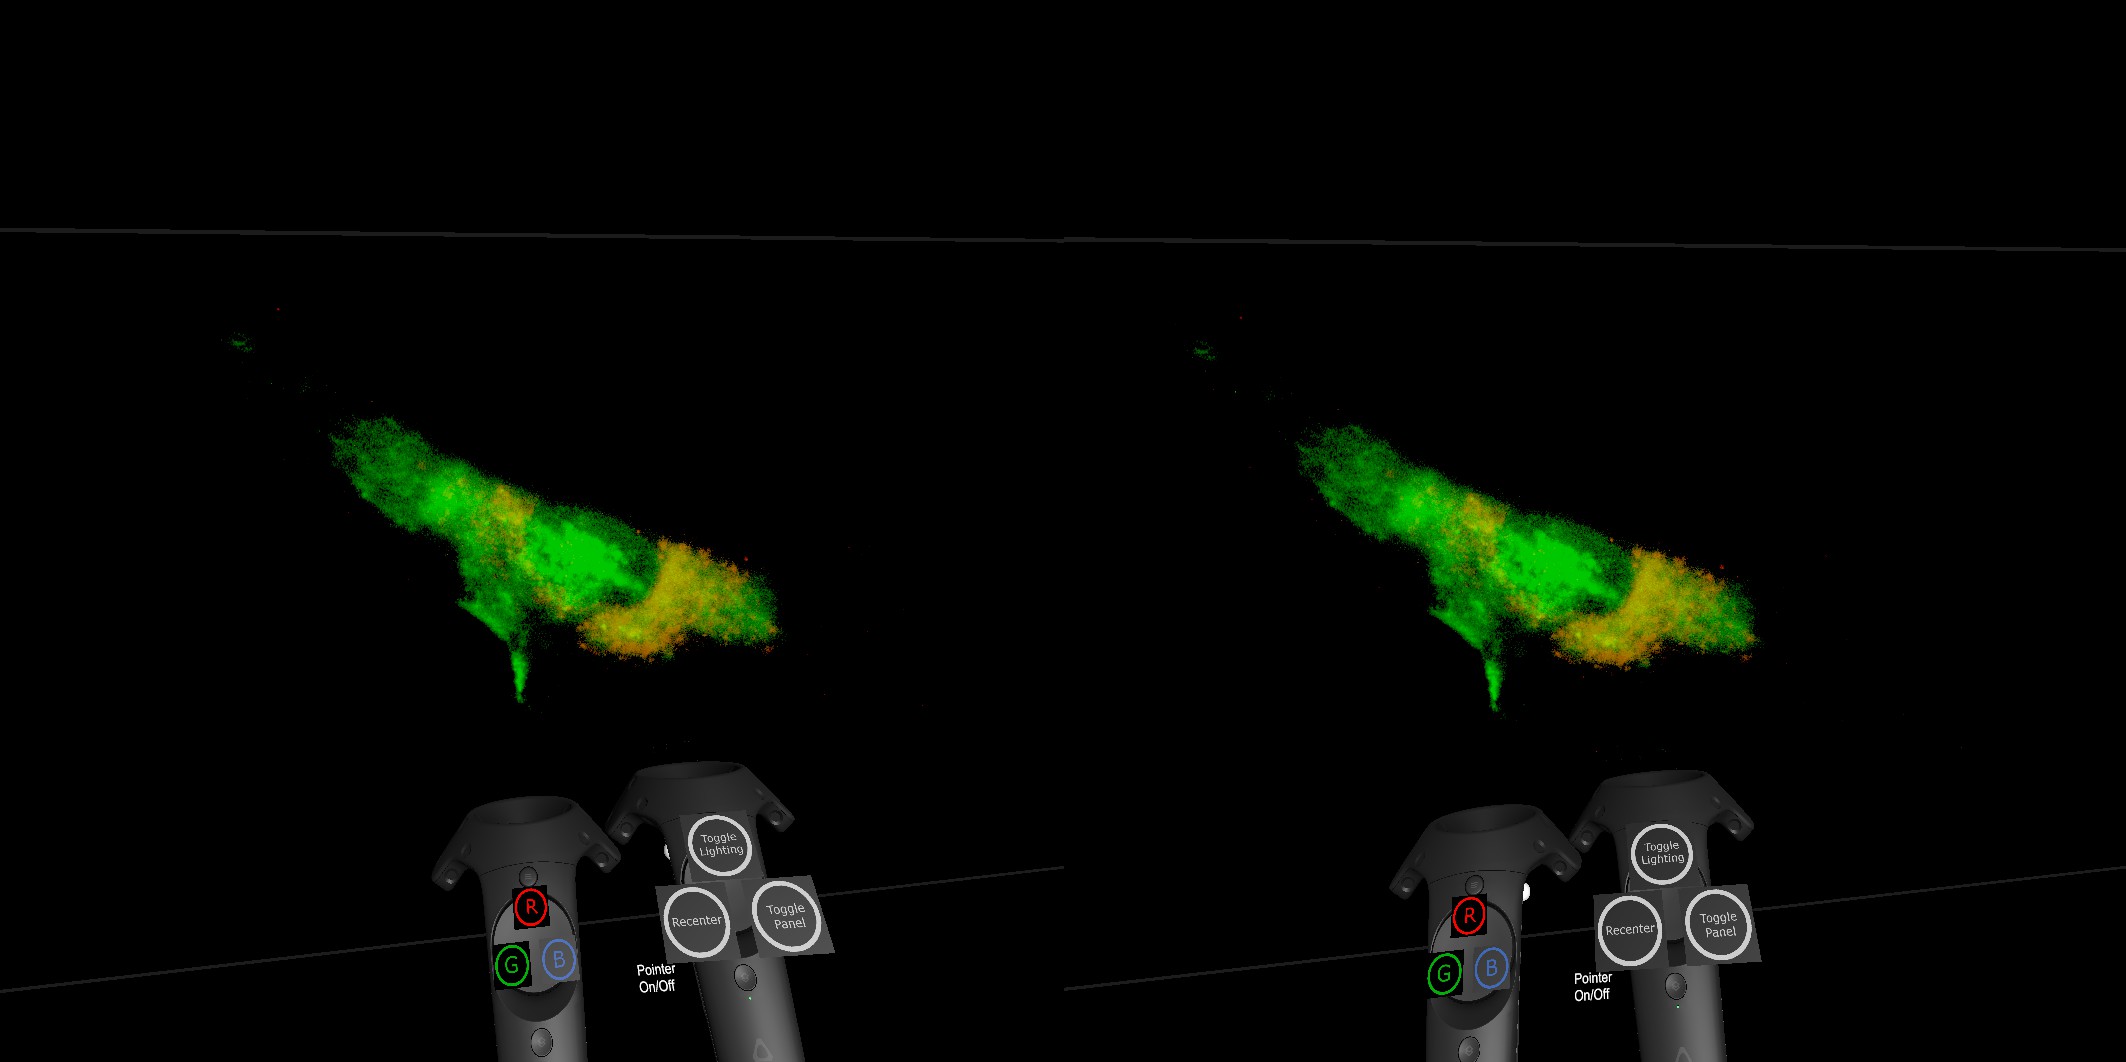 Toggle
Lighting
Recenter
Toggle
Panel
R
G
B
Pointer
On/Off
Toggle
Lighting
Recenter
Toggle
Panel
R
G
B
Pointer
On/Off